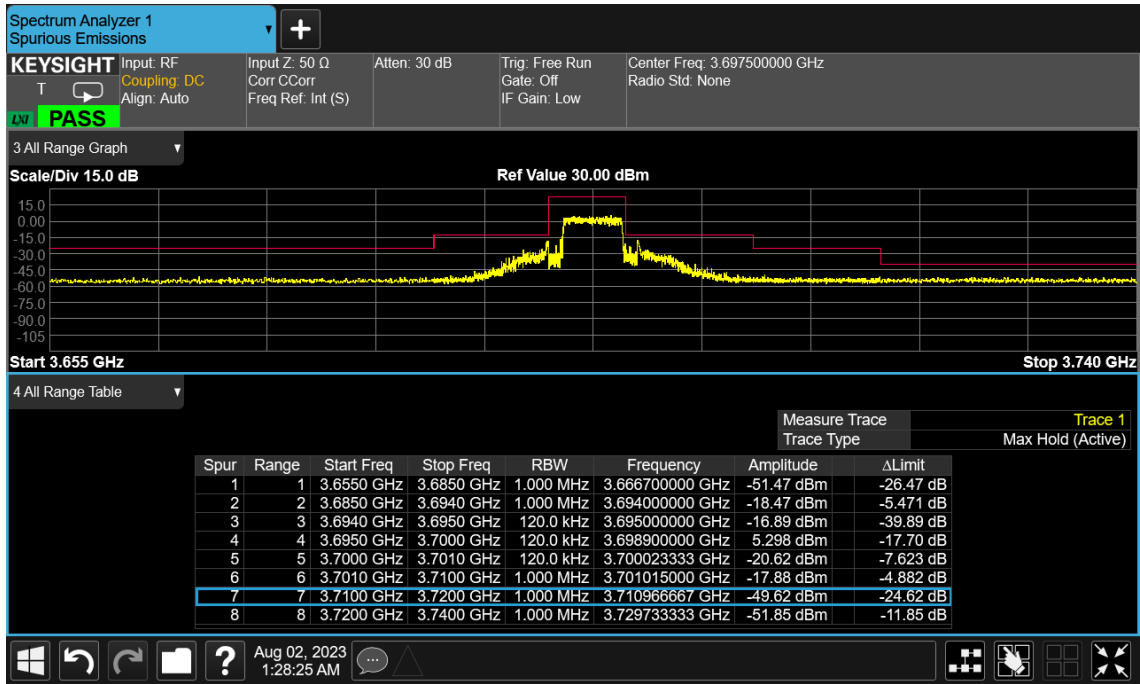 Spectrum Analyzer 1
Spurious Emissions
KEYSIGHT
T
LXI PASS
Input: RF
Coupling: DC
Align: Auto
Input Z: 50 Ω
Corr CCorr
Freq Ref: Int (S)
Atten: 30 dB
Trig: Free Run
Gate: Off
IF Gain: Low
Center Freq: 3.697500000 GHz
Radio Std: None
3 All Range Graph
Scale/Div 15.0 dB Ref Value 30.00 dBm
15.0
0.00
-15.0
-30.0
-45.0
-60.0
-75.0
-90.0
-105
Start 3.655 GHz Stop 3.740 GHz
4 All Range Table
Measure Trace Trace 1
Trace Type Max Hold (Active)
Spur Range Start Freq Stop Freq RBW Frequency Amplitude ΔLimit
1 1 3.6550 GHz 3.6850 GHz 1.000 MHz 3.666700000 GHz -51.47 dBm -26.47 dB
2 2 3.6850 GHz 3.6940 GHz 1.000 MHz 3.694000000 GHz -18.47 dBm -5.471 dB
3 3 3.6940 GHz 3.6950 GHz 120.0 kHz 3.695000000 GHz -16.89 dBm -39.89 dB
4 4 3.6950 GHz 3.7000 GHz 120.0 kHz 3.698900000 GHz 5.298 dBm -17.70 dB
5 5 3.7000 GHz 3.7010 GHz 120.0 kHz 3.700023333 GHz -20.62 dBm -7.623 dB
6 6 3.7010 GHz 3.7100 GHz 1.000 MHz 3.701015000 GHz -17.88 dBm -4.882 dB
7 7 3.7100 GHz 3.7200 GHz 1.000 MHz 3.710966667 GHz -49.62 dBm -24.62 dB
8 8 3.7200 GHz 3.7400 GHz 1.000 MHz 3.729733333 GHz -51.85 dBm -11.85 dB
? Aug 02, 2023
1:28:25 AM